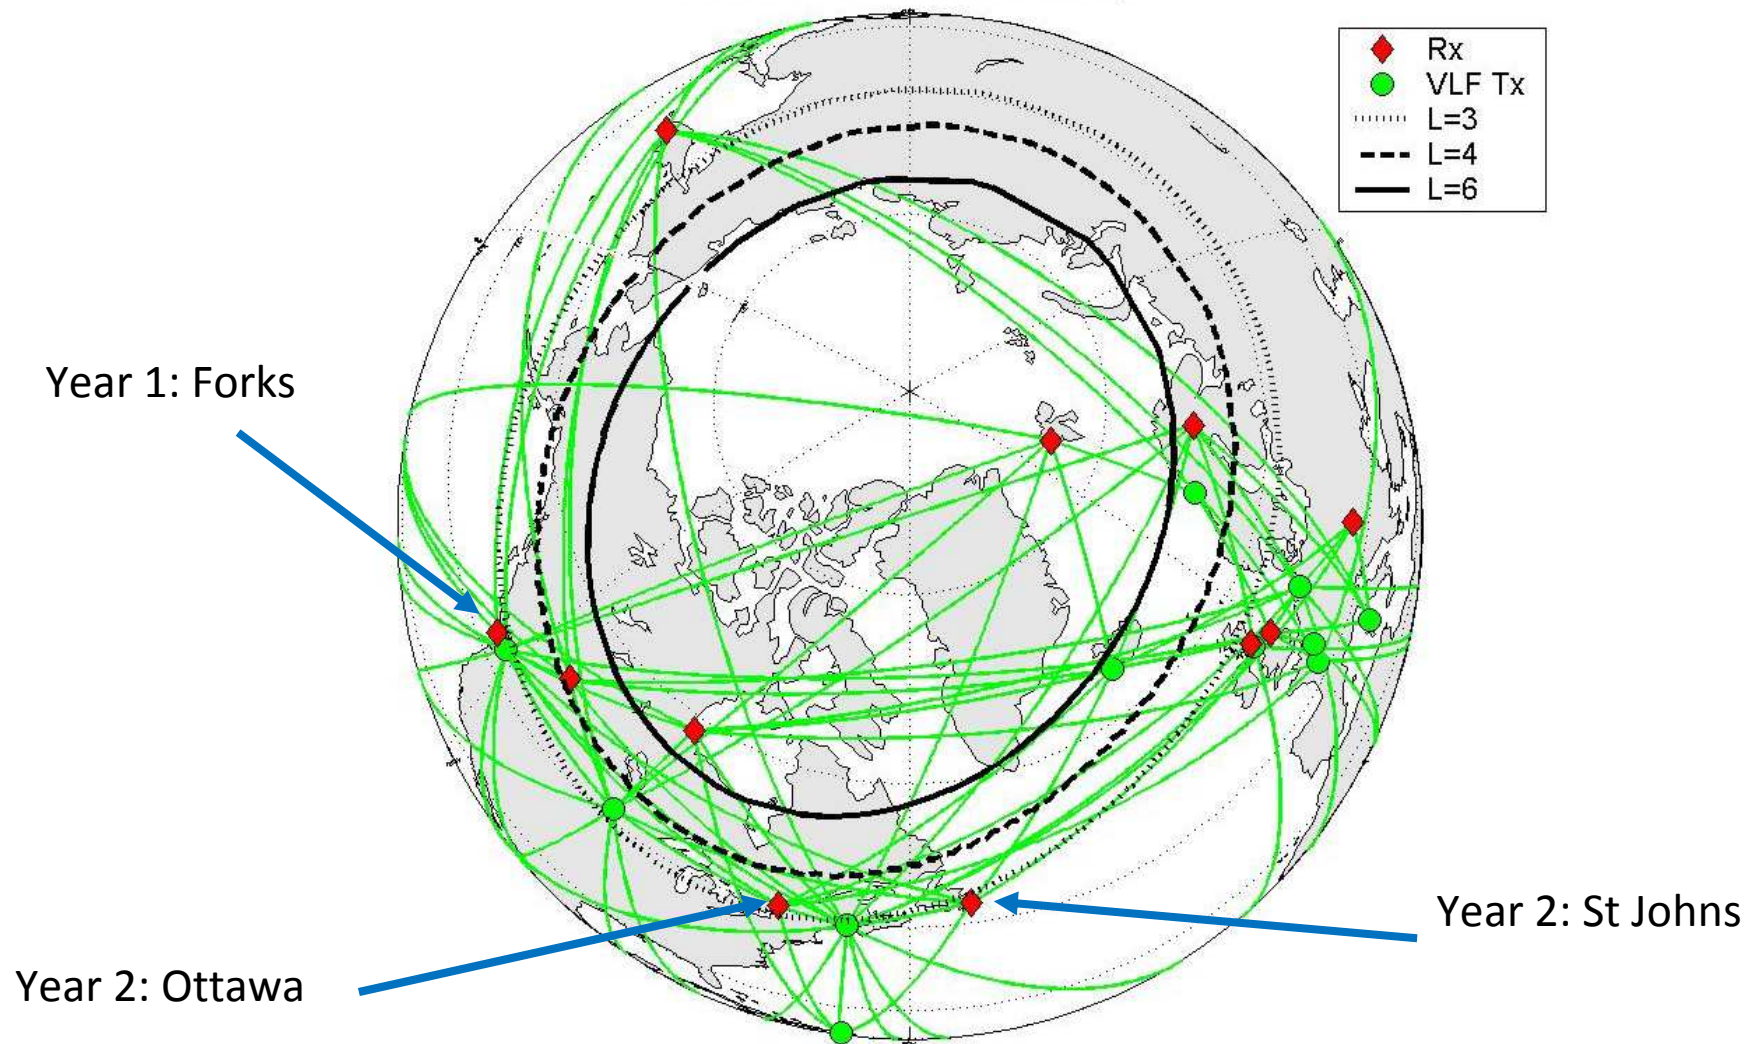 Rx
VLF Tx
L=3
L=4
L=6
Year 1: Forks
Year 2: St Johns
Year 2: Ottawa